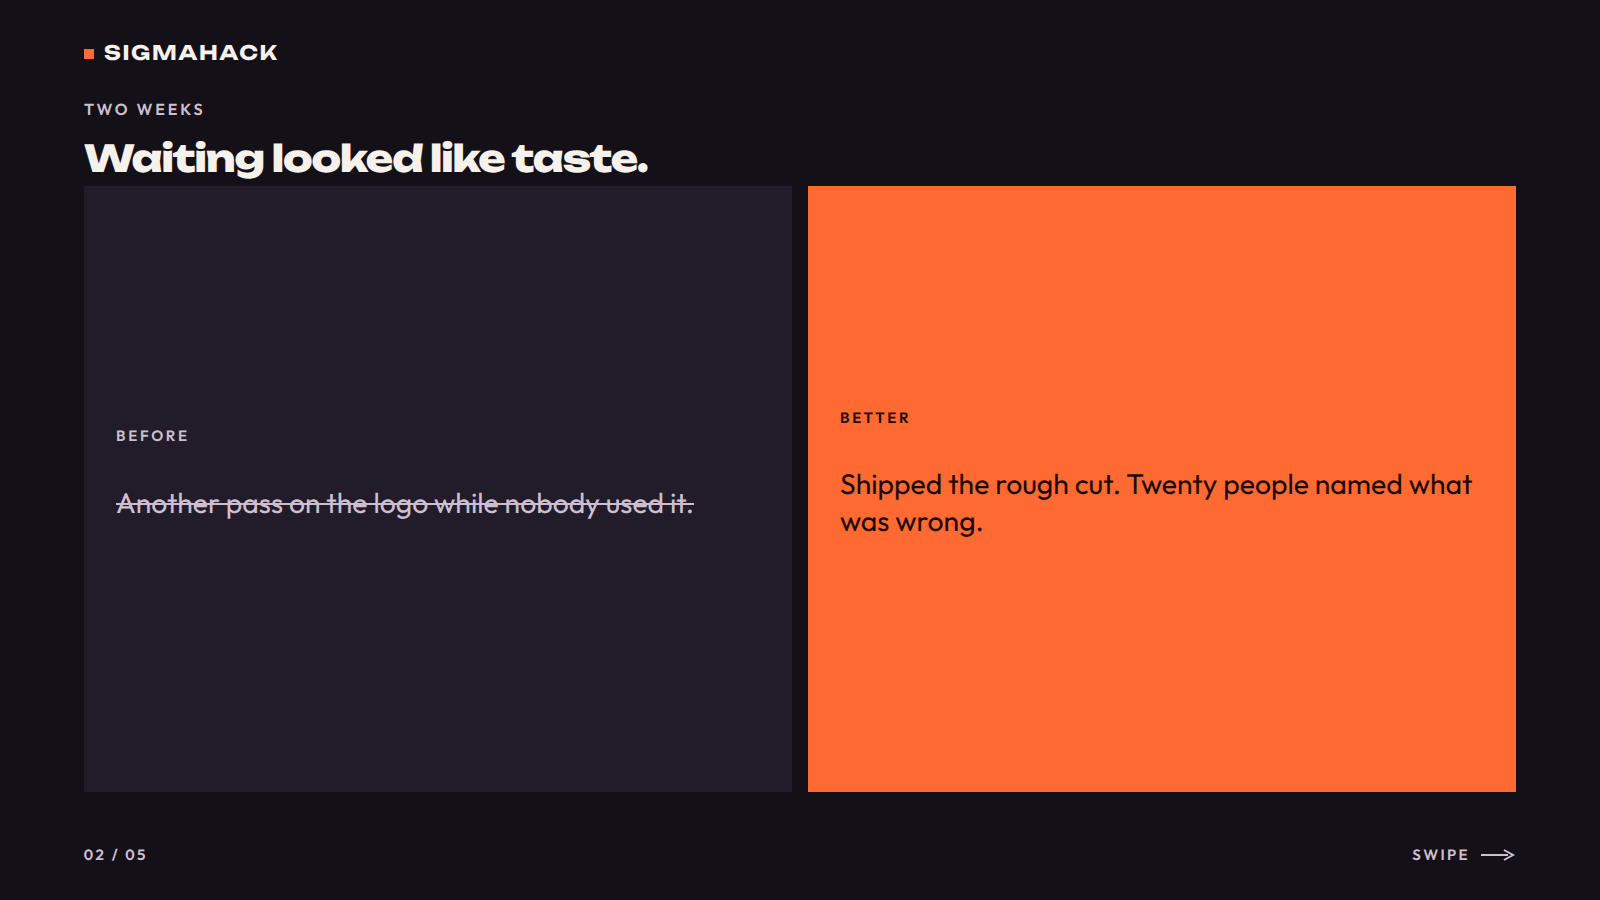 SIGMAHACK
TWO WEEKS
Waiting looked like taste.
BEFORE
Another pass on the logo while nobody used it.
BETTER
Shipped the rough cut. Twenty people named what
was wrong.
02 / 05
SWIPE